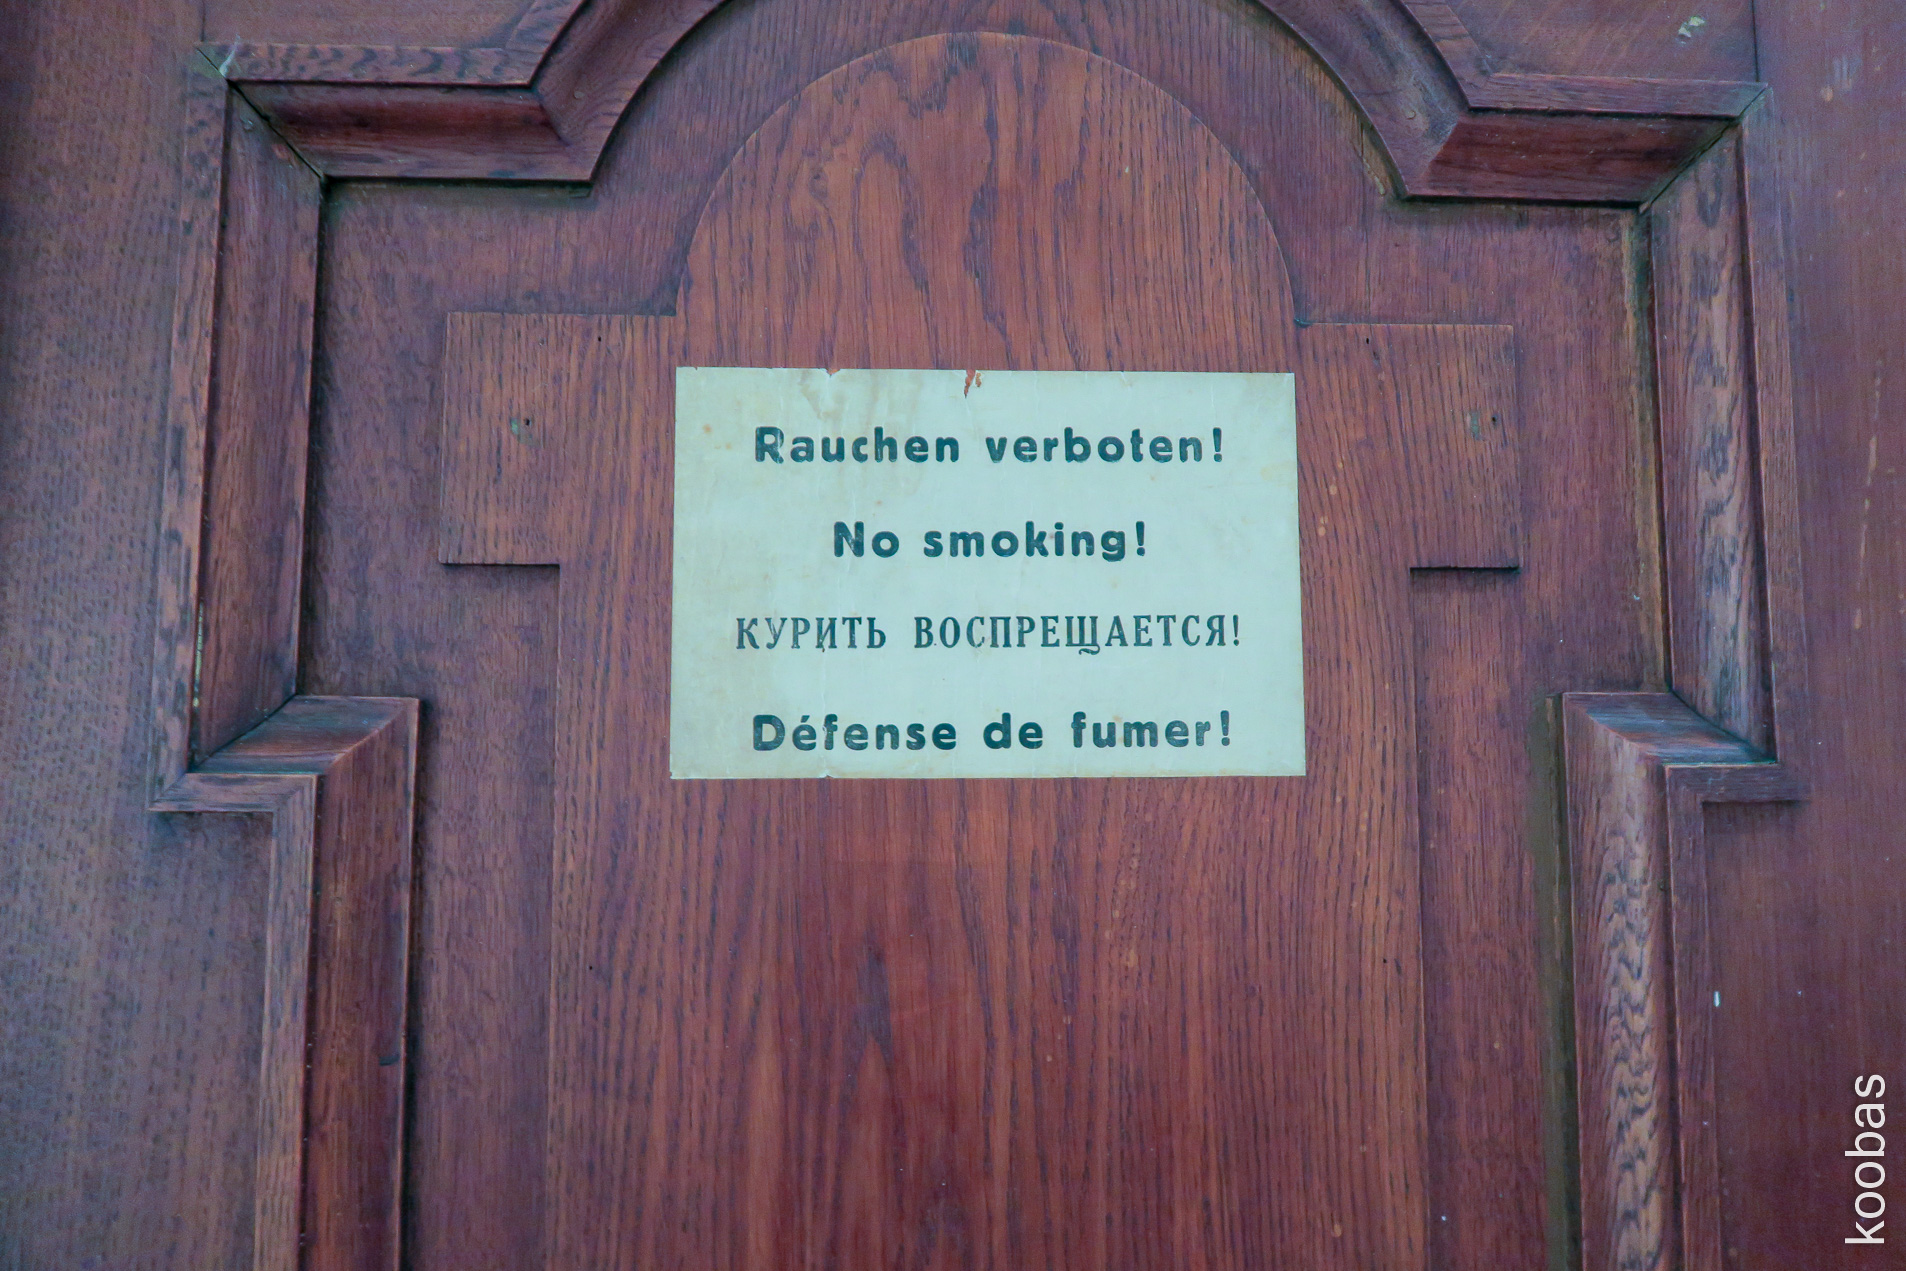 Rauchen verboten!
No smoking!
КУРИТЬ ВОСПРЕЩАЕТСЯ!
Défense de fumer!
koobas